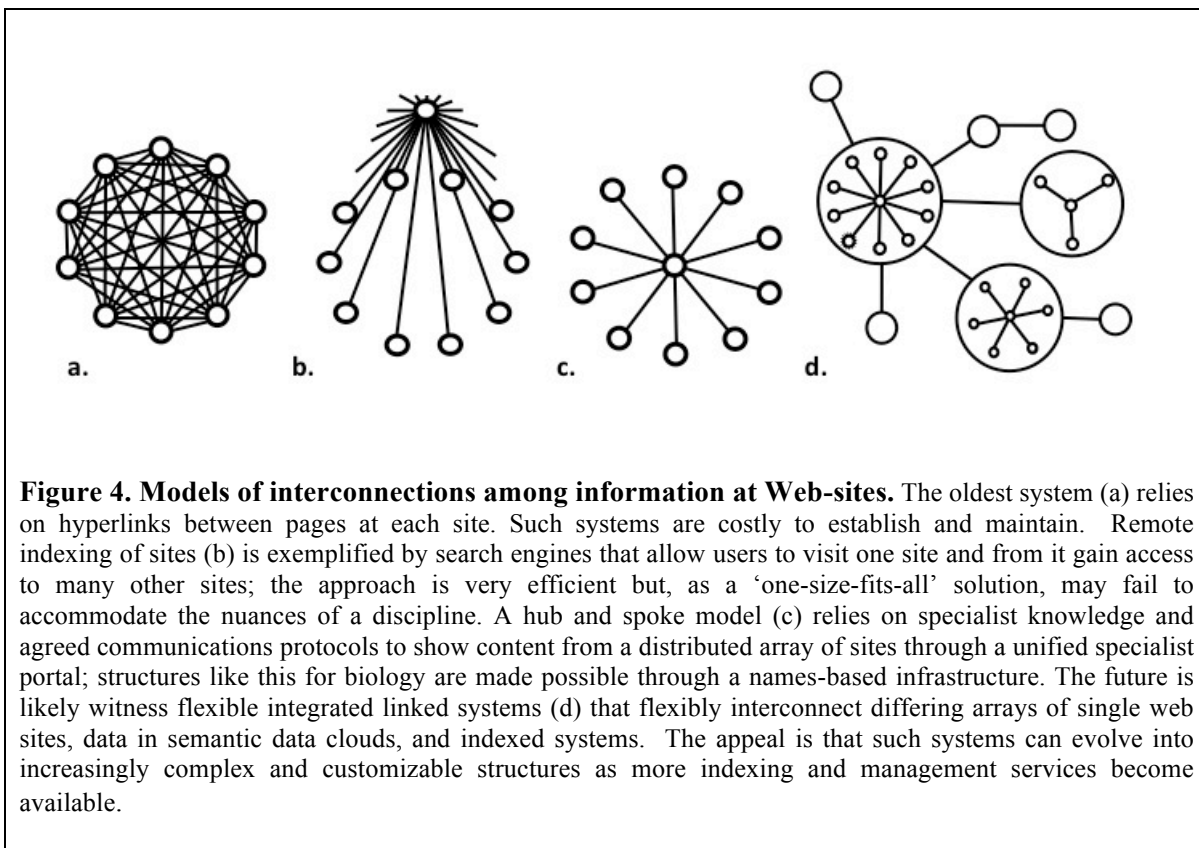 a.
b.
c.
d.
Figure 4. Models of interconnections among information at Web-sites. The oldest system (a) relies
on hyperlinks between pages at each site. Such systems are costly to establish and maintain. Remote
indexing of sites (b) is exemplified by search engines that allow users to visit one site and from it gain access
to many other sites; the approach is very efficient but, as a ‘one-size-fits-all’ solution, may fail to
accommodate the nuances of a discipline. A hub and spoke model (c) relies on specialist knowledge and
agreed communications protocols to show content from a distributed array of sites through a unified specialist
portal; structures like this for biology are made possible through a names-based infrastructure. The future is
likely witness flexible integrated linked systems (d) that flexibly interconnect differing arrays of single web
sites, data in semantic data clouds, and indexed systems. The appeal is that such systems can evolve into
increasingly complex and customizable structures as more indexing and management services become
available.